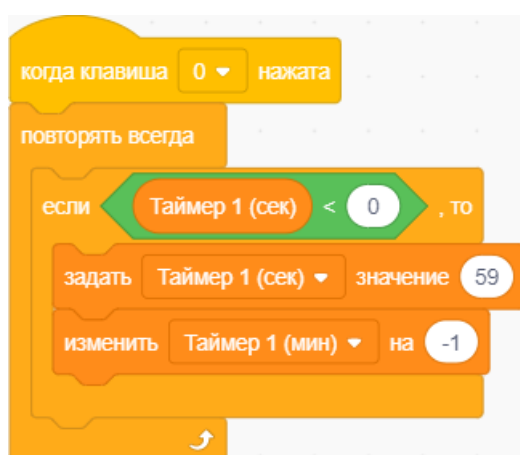 когда клавиша 0 нажата
повторять всегда
если Таймер 1 (сек) < 0 , то
задать Таймер 1 (сек) значение 59
изменить Таймер 1 (мин) на -1